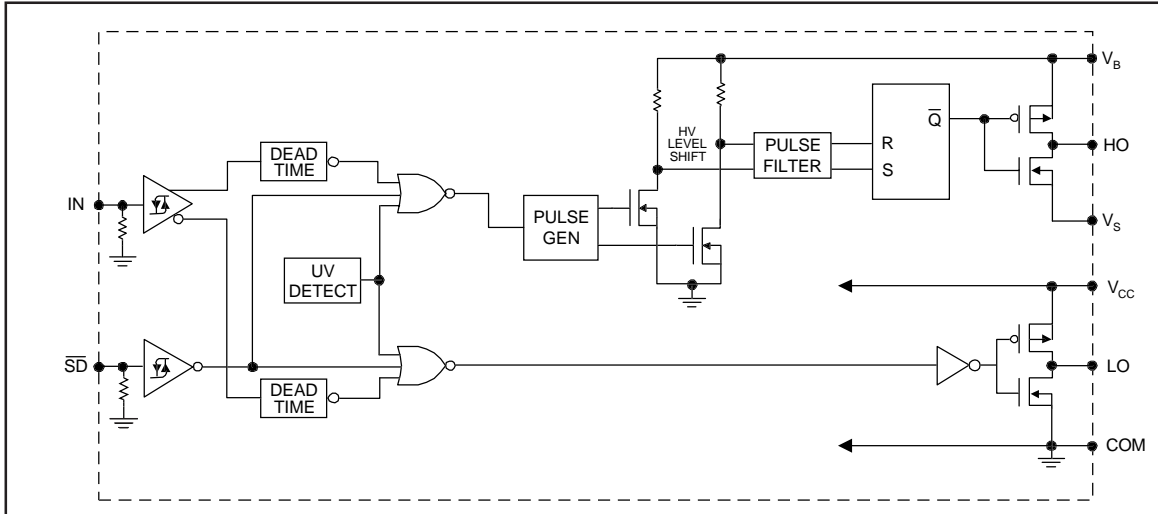 V_B
Q̅
HV
LEVEL
SHIFT
PULSE
FILTER
R
S
HO
DEAD
TIME
IN
PULSE
GEN
V_S
UV
DETECT
V_CC
S̅D̅
LO
DEAD
TIME
COM